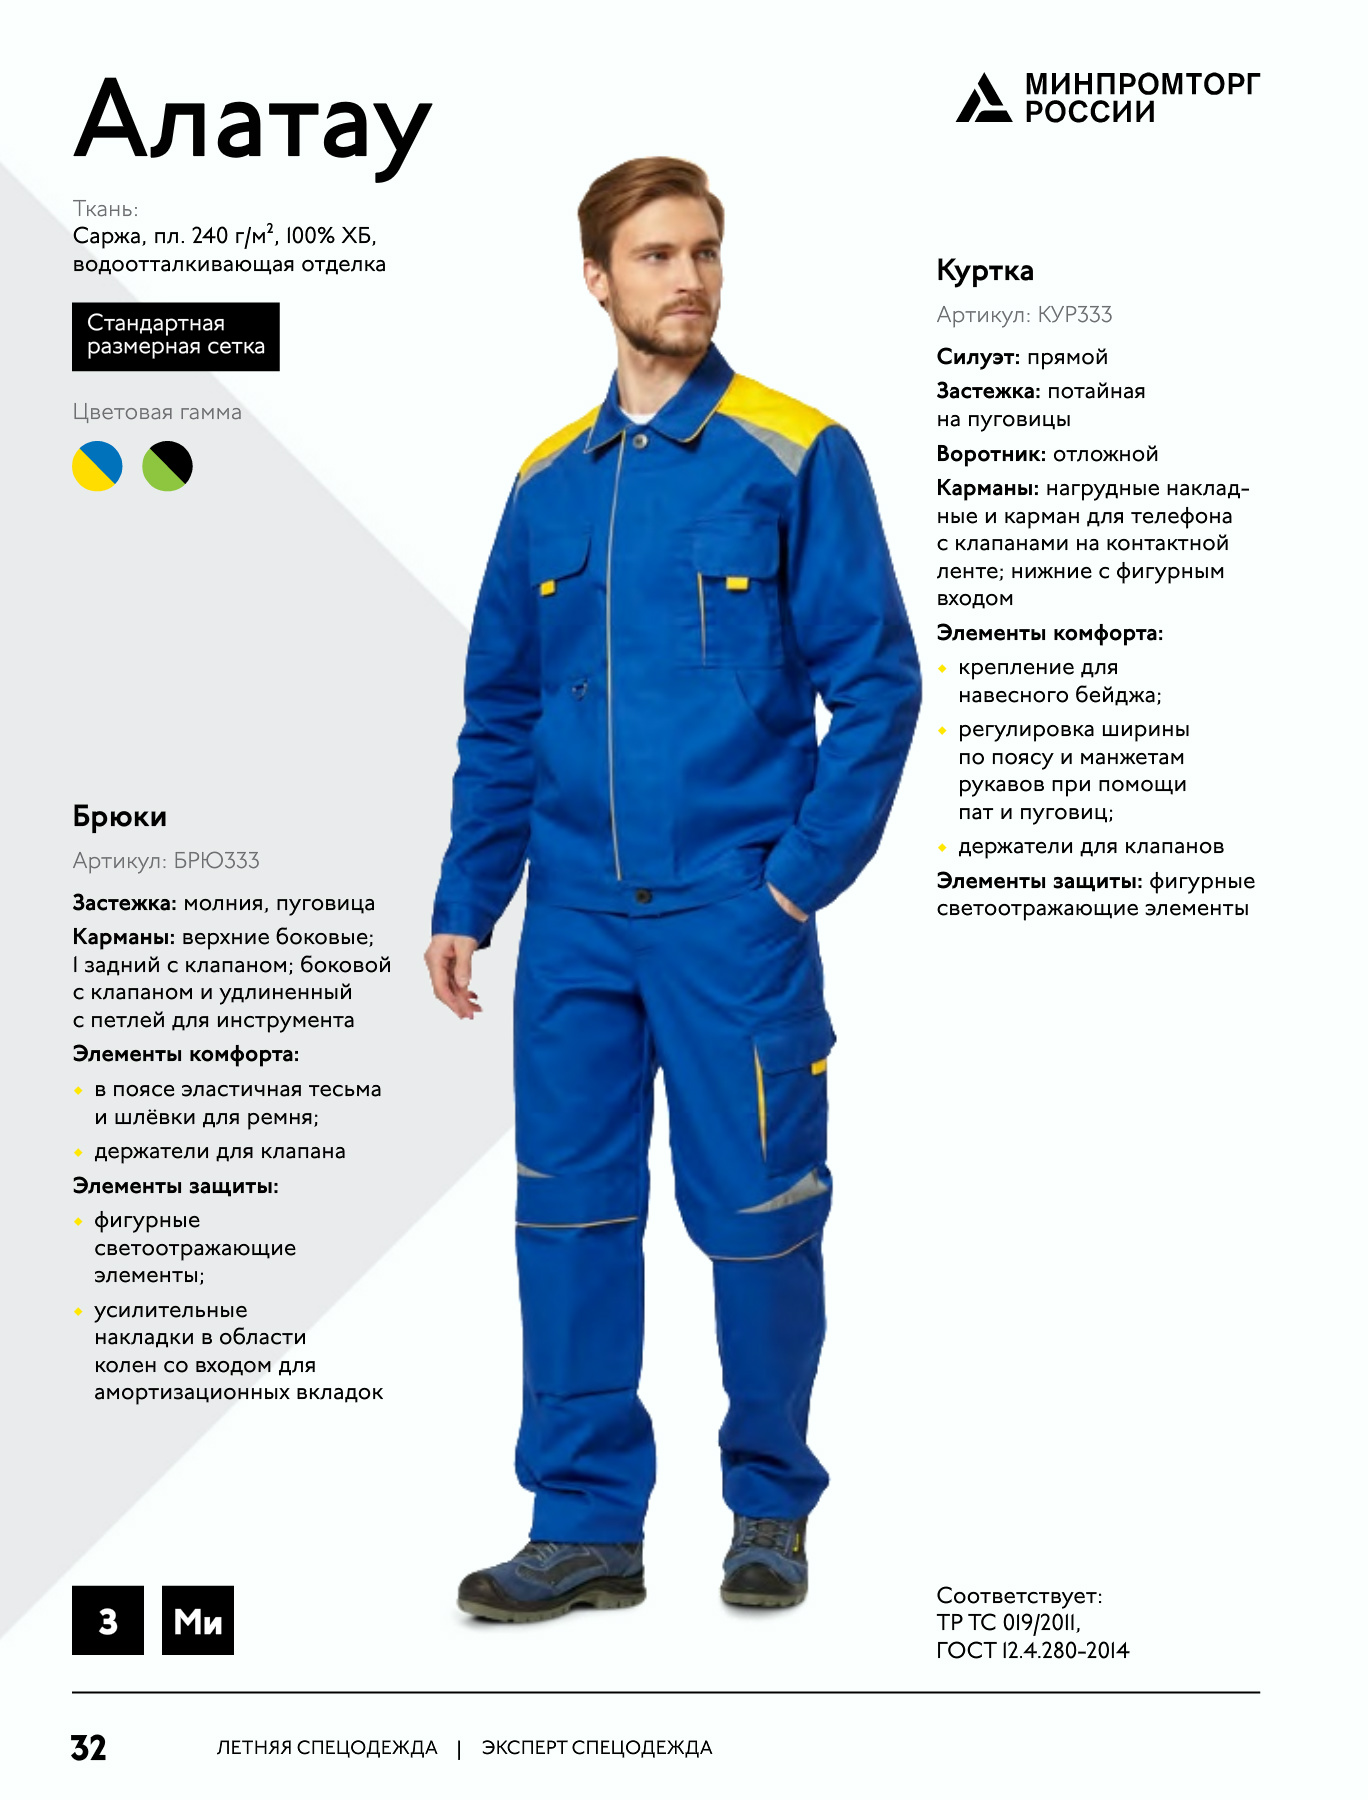 Алатау
МИНПРОМТОРГ
РОССИИ
Ткань:
Саржа, пл. 240 г/м², 100% ХБ,
водоотталкивающая отделка
Стандартная
размерная сетка
Цветовая гамма
Куртка
Артикул: КУР333
Силуэт: прямой
Застежка: потайная
на пуговицы
Воротник: отложной
Карманы: нагрудные наклад-
ные и карман для телефона
с клапанами на контактной
ленте; нижние с фигурным
входом
Элементы комфорта:
крепление для
навесного бейджа;
регулировка ширины
по поясу и манжетам
рукавов при помощи
пат и пуговиц;
держатели для клапанов
Элементы защиты: фигурные
светоотражающие элементы
Брюки
Артикул: БРЮ333
Застежка: молния, пуговица
Карманы: верхние боковые;
1 задний с клапаном; боковой
с клапаном и удлиненный
с петлей для инструмента
Элементы комфорта:
в поясе эластичная тесьма
и шлёвки для ремня;
держатели для клапана
Элементы защиты:
фигурные
светоотражающие
элементы;
усилительные
накладки в области
колен со входом для
амортизационных вкладок
З Ми
Соответствует:
ТР ТС 019/2011,
ГОСТ 12.4.280-2014
32 ЛЕТНЯЯ СПЕЦОДЕЖДА | ЭКСПЕРТ СПЕЦОДЕЖДА